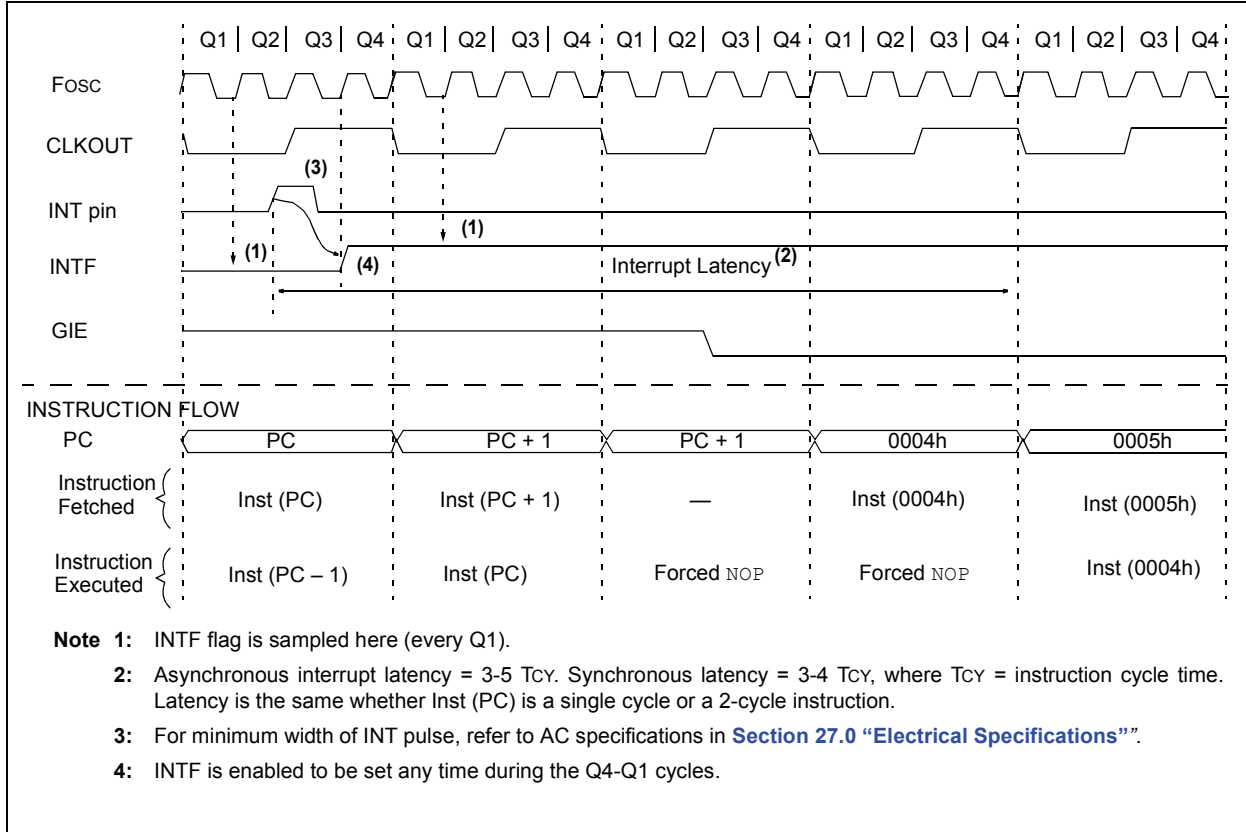 Q1 Q2 Q3 Q4 Q1 Q2 Q3 Q4 Q1 Q2 Q3 Q4 Q1 Q2 Q3 Q4 Q1 Q2 Q3 Q4
FOSC
CLKOUT
(3)
INT pin
(1)
(1)
INTF
(4)
Interrupt Latency(2)
GIE
INSTRUCTION FLOW
PC PC PC + 1 PC + 1 0004h 0005h
Instruction Fetched Inst (PC) Inst (PC + 1) — Inst (0004h) Inst (0005h)
Instruction Executed Inst (PC – 1) Inst (PC) Forced NOP Forced NOP Inst (0004h)
Note 1: INTF flag is sampled here (every Q1).
2: Asynchronous interrupt latency = 3-5 TCY. Synchronous latency = 3-4 TCY, where TCY = instruction cycle time.
Latency is the same whether Inst (PC) is a single cycle or a 2-cycle instruction.
3: For minimum width of INT pulse, refer to AC specifications in Section 27.0 “Electrical Specifications””.
4: INTF is enabled to be set any time during the Q4-Q1 cycles.